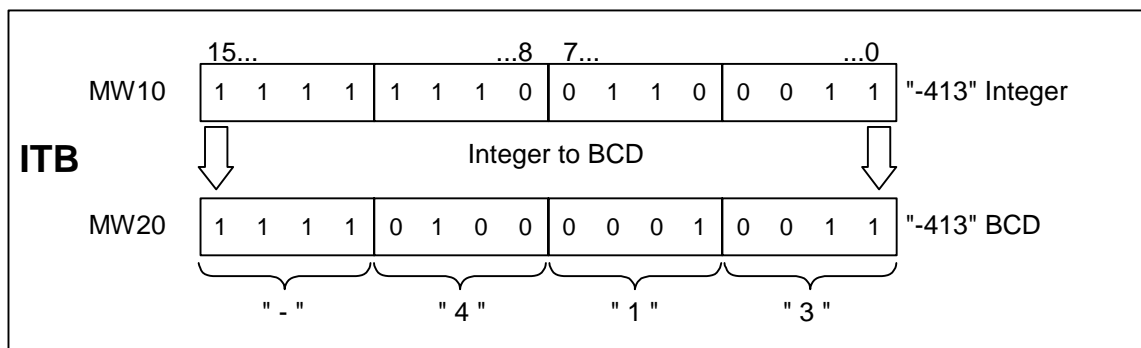 15... ...8 7... ...0
MW10 1 1 1 1 1 1 1 0 0 1 1 0 0 0 1 1 "-413" Integer
ITB Integer to BCD
MW20 1 1 1 1 0 1 0 0 0 0 0 1 0 0 1 1 "-413" BCD
" - " " 4 " " 1 " " 3 "